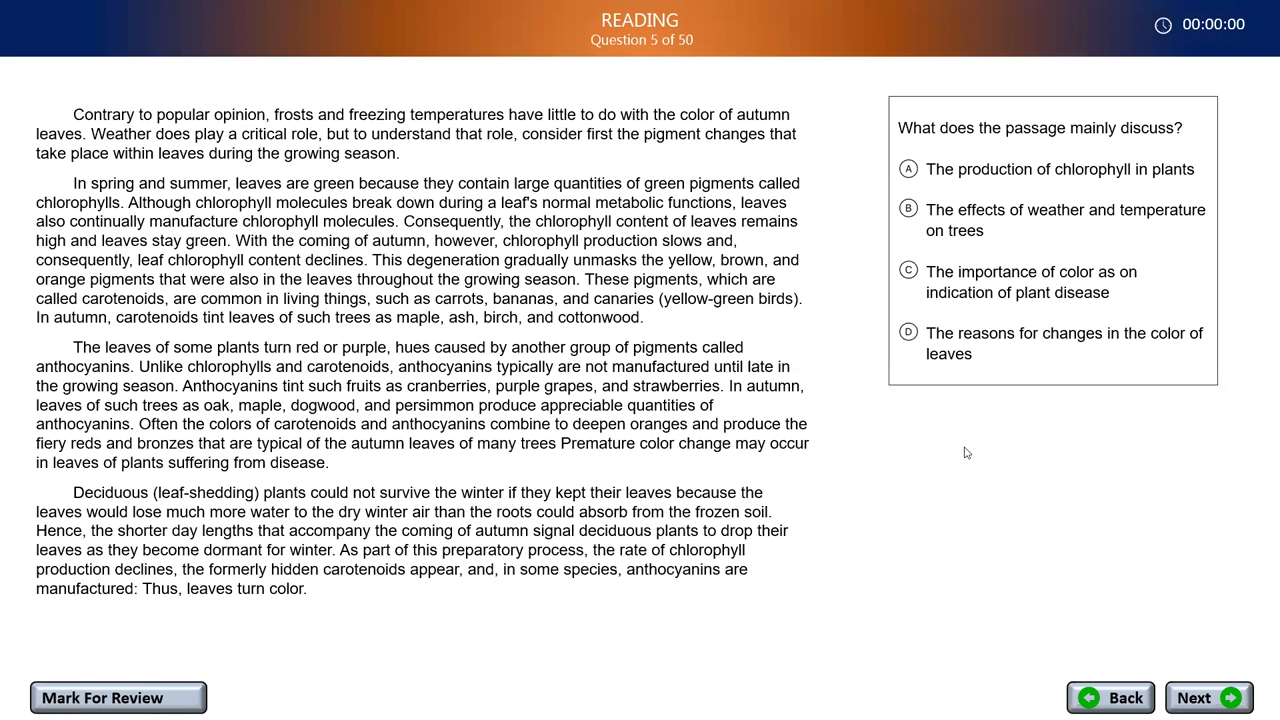 READING
Question 5 of 50
00:00:00
Contrary to popular opinion, frosts and freezing temperatures have little to do with the color of autumn
leaves. Weather does play a critical role, but to understand that role, consider first the pigment changes that
take place within leaves during the growing season.
In spring and summer, leaves are green because they contain large quantities of green pigments called
chlorophylls. Although chlorophyll molecules break down during a leaf's normal metabolic functions, leaves
also continually manufacture chlorophyll molecules. Consequently, the chlorophyll content of leaves remains
high and leaves stay green. With the coming of autumn, however, chlorophyll production slows and,
consequently, leaf chlorophyll content declines. This degeneration gradually unmasks the yellow, brown, and
orange pigments that were also in the leaves throughout the growing season. These pigments, which are
called carotenoids, are common in living things, such as carrots, bananas, and canaries (yellow-green birds).
In autumn, carotenoids tint leaves of such trees as maple, ash, birch, and cottonwood.
The leaves of some plants turn red or purple, hues caused by another group of pigments called
anthocyanins. Unlike chlorophylls and carotenoids, anthocyanins typically are not manufactured until late in
the growing season. Anthocyanins tint such fruits as cranberries, purple grapes, and strawberries. In autumn,
leaves of such trees as oak, maple, dogwood, and persimmon produce appreciable quantities of
anthocyanins. Often the colors of carotenoids and anthocyanins combine to deepen oranges and produce the
fiery reds and bronzes that are typical of the autumn leaves of many trees Premature color change may occur
in leaves of plants suffering from disease.
Deciduous (leaf-shedding) plants could not survive the winter if they kept their leaves because the
leaves would lose much more water to the dry winter air than the roots could absorb from the frozen soil.
Hence, the shorter day lengths that accompany the coming of autumn signal deciduous plants to drop their
leaves as they become dormant for winter. As part of this preparatory process, the rate of chlorophyll
production declines, the formerly hidden carotenoids appear, and, in some species, anthocyanins are
manufactured: Thus, leaves turn color.
What does the passage mainly discuss?
A The production of chlorophyll in plants
B The effects of weather and temperature
on trees
C The importance of color as on
indication of plant disease
D The reasons for changes in the color of
leaves
Mark For Review
Back
Next